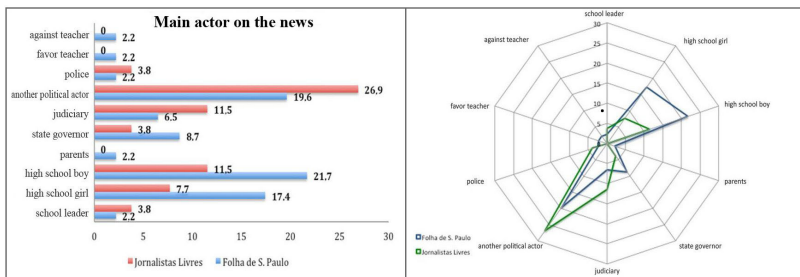 Main actor on the news
against teacher
0
2.2
favor teacher
0
2.2
police
3.8
2.2
another political actor
26,9
19.6
judiciary
11,5
6.5
state governor
3.8
8.7
parents
0
2.2
high school boy
11,5
21.7
high school girl
7.7
17.4
school leader
3.8
2.2
0 5 10 15 20 25 30
Jornalistas Livres Folha de S. Paulo
school leader
30
25
20
15
10
5
0
high school girl
high school boy
parents
state governor
judiciary
another political actor
police
favor teacher
against teacher
Folha de S. Paulo
Jornalistas Livres